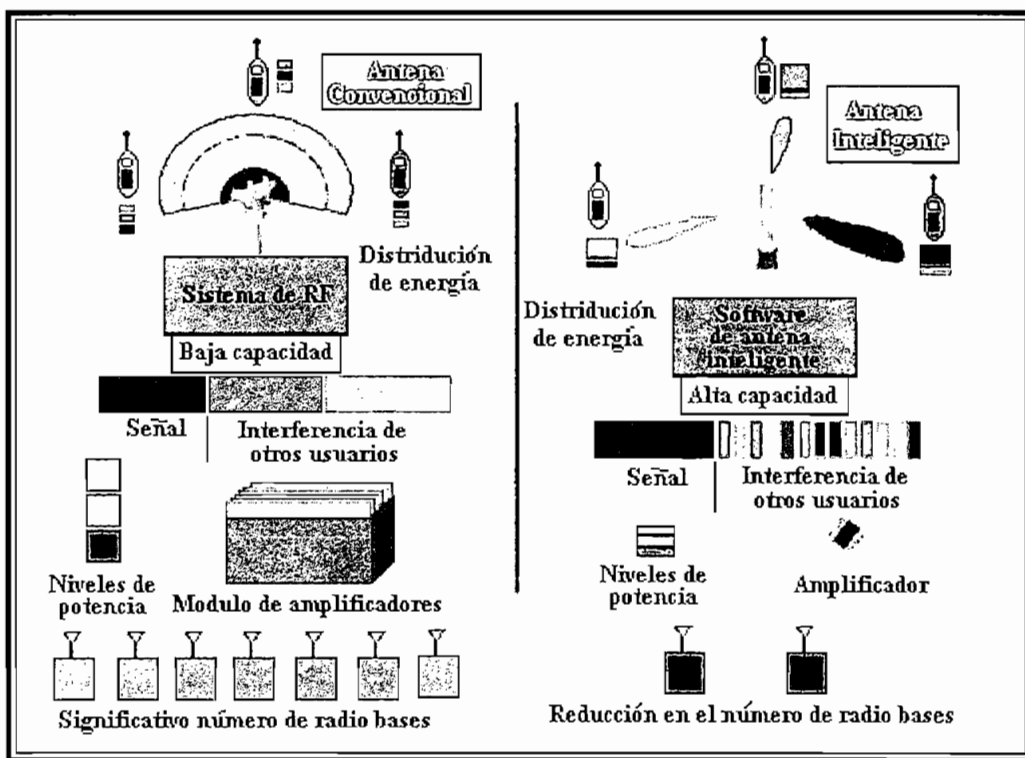 Antena
Convencional
Distridución
de energía
Sistema de RF
Baja capacidad
Señal
Interferencia de
otros usuarios
Niveles de
potencia
Modulo de amplificadores
Significativo número de radio bases
Antena
Inteligente
Distridución
de energía
Software
de antena
inteligente
Alta capacidad
Señal
Interferencia de
otros usuarios
Niveles de
potencia
Amplificador
Reducción en el número de radio bases